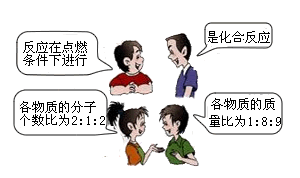 反应在点燃
条件下进行
是化合反应
各物质的分子
个数比为2:1:2
各物质的质
量比为1:8:9